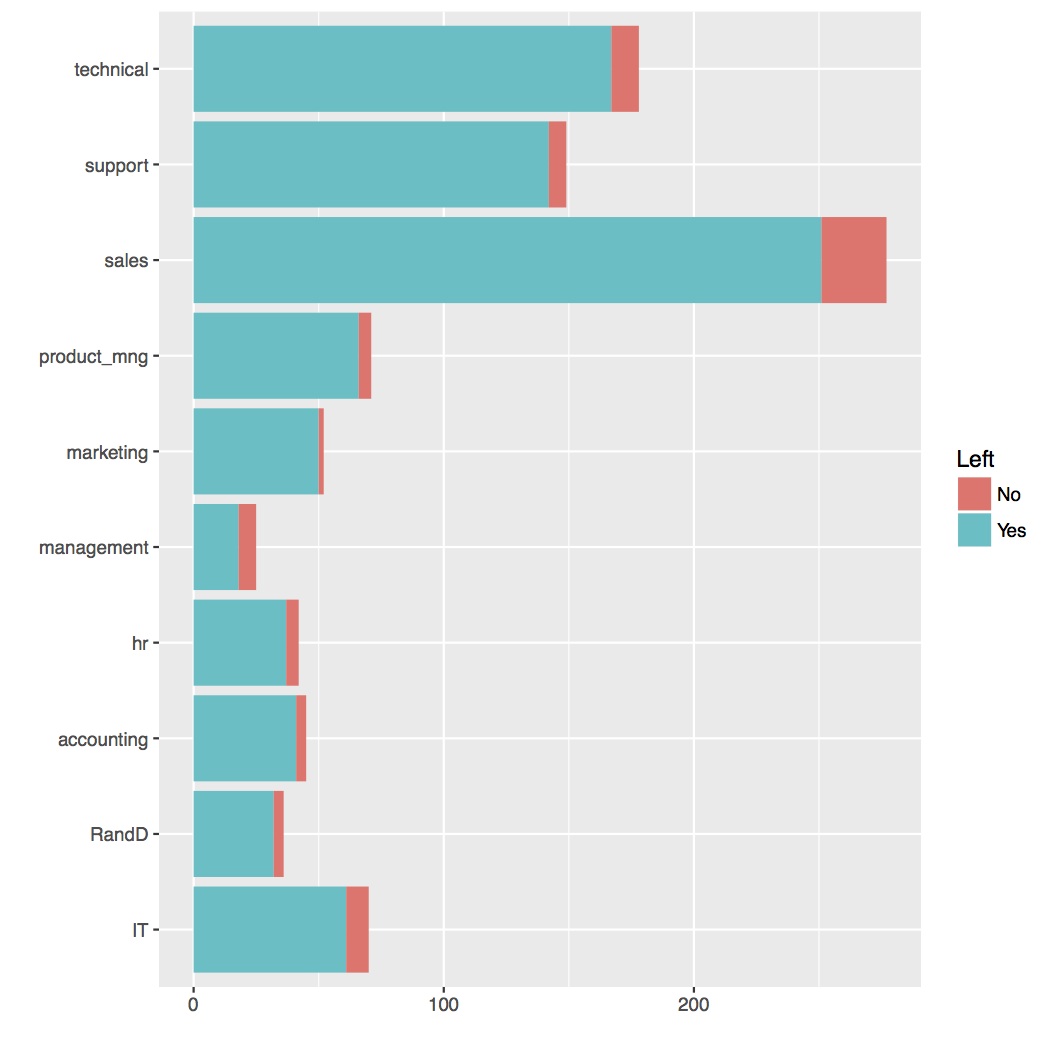 technical
support
sales
product_mng
marketing
management
hr
accounting
RandD
IT
0 100 200
Left
No
Yes